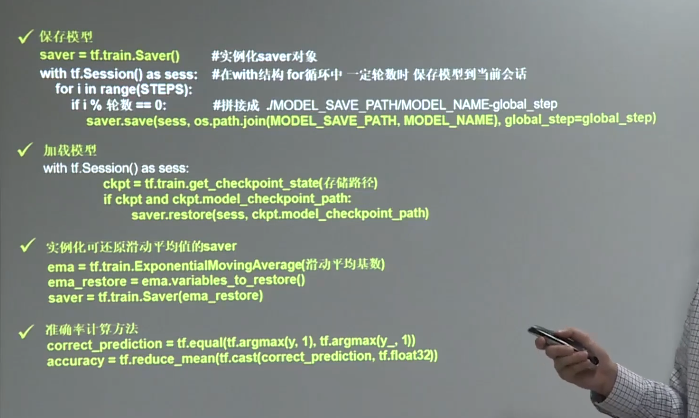 ✓ 保存模型
saver = tf.train.Saver() #实例化saver对象
with tf.Session() as sess: #在with结构 for循环中 一定轮数时 保存模型到当前会话
for i in range(STEPS):
if i % 轮数 == 0: #拼接成 ./MODEL_SAVE_PATH/MODEL_NAME-global_step
saver.save(sess, os.path.join(MODEL_SAVE_PATH, MODEL_NAME), global_step=global_step)
✓ 加载模型
with tf.Session() as sess:
ckpt = tf.train.get_checkpoint_state(存储路径)
if ckpt and ckpt.model_checkpoint_path:
saver.restore(sess, ckpt.model_checkpoint_path)
✓ 实例化可还原滑动平均值的saver
ema = tf.train.ExponentialMovingAverage(滑动平均基数)
ema_restore = ema.variables_to_restore()
saver = tf.train.Saver(ema_restore)
✓ 准确率计算方法
correct_prediction = tf.equal(tf.argmax(y, 1), tf.argmax(y_, 1))
accuracy = tf.reduce_mean(tf.cast(correct_prediction, tf.float32))